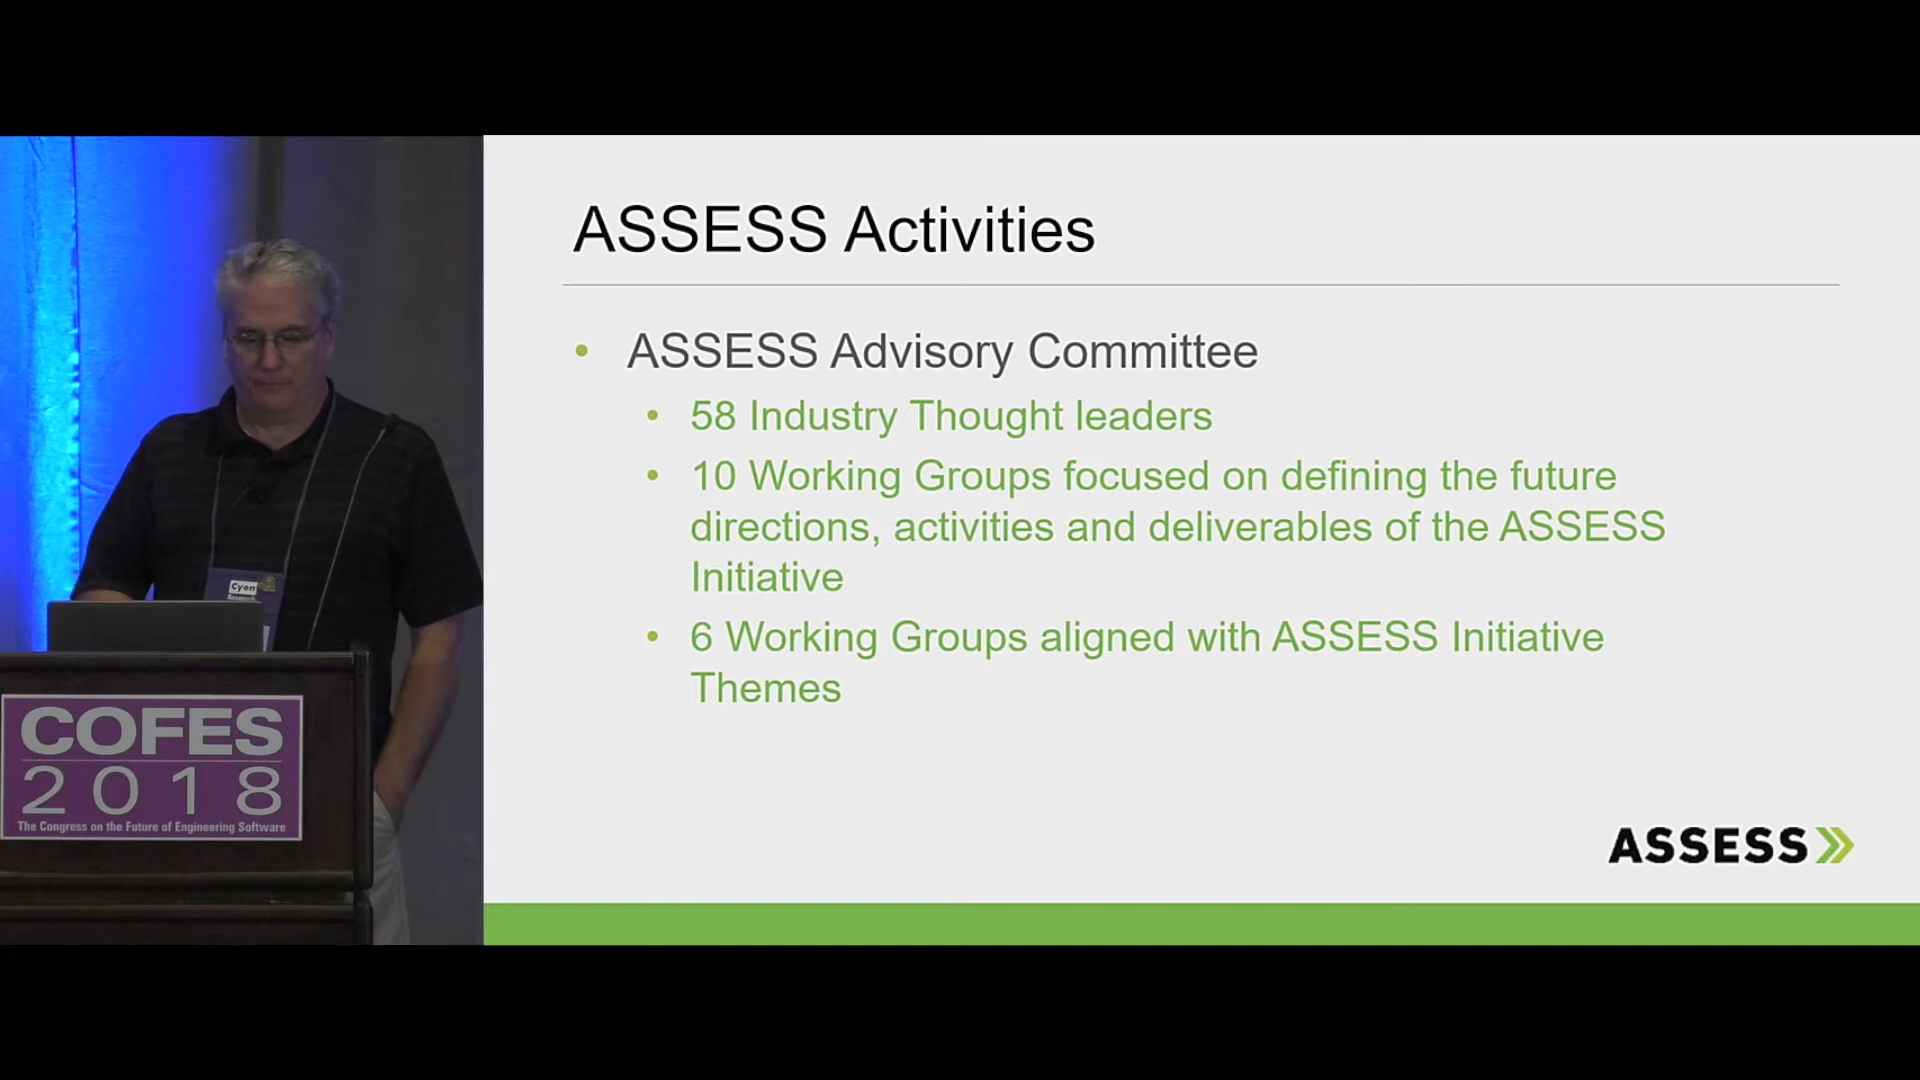 ASSESS Activities
• ASSESS Advisory Committee
• 58 Industry Thought leaders
• 10 Working Groups focused on defining the future
directions, activities and deliverables of the ASSESS
Initiative
• 6 Working Groups aligned with ASSESS Initiative
Themes
ASSESS
Cyon
Research
COFES
2018
The Congress on the Future of Engineering Software